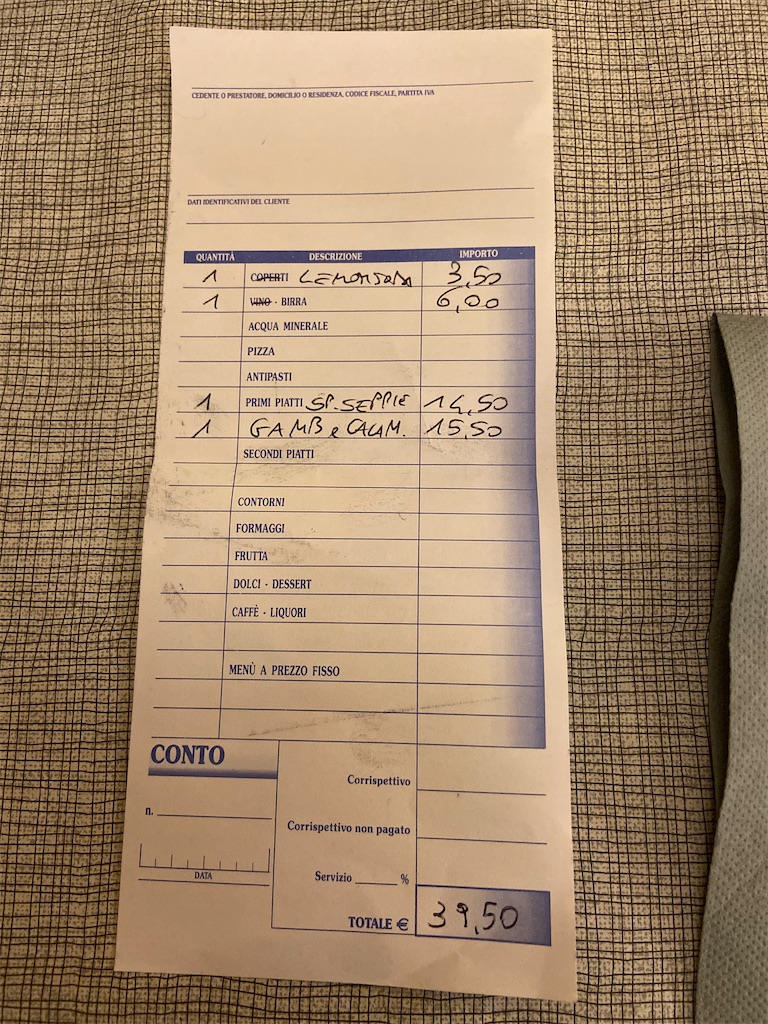 CEDENTE O PRESTATORE, DOMICILIO O RESIDENZA, CODICE FISCALE, PARTITA IVA
DATI IDENTIFICATIVI DEL CLIENTE
QUANTITÀ DESCRIZIONE IMPORTO
1 COPERTI LEMONSODA 3,50
1 VINO - BIRRA 6,00
ACQUA MINERALE
PIZZA
ANTIPASTI
1 PRIMI PIATTI SP. SEPPIE 14,50
1 GAMB e CALAM. 15,50
SECONDI PIATTI
CONTORNI
FORMAGGI
FRUTTA
DOLCI - DESSERT
CAFFÈ - LIQUORI
MENÙ A PREZZO FISSO
CONTO
Corrispettivo
n.
Corrispettivo non pagato
DATA
Servizio %
TOTALE € 39,50